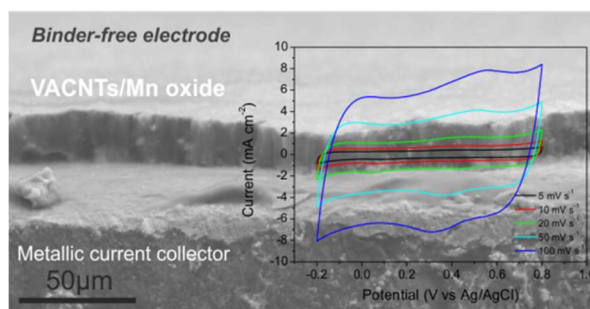 Binder-free electrode
VACNTs/Mn oxide
Metallic current collector
50μm
10
8
6
4
2
0
-2
-4
-6
-8
-10
Current (mA cm⁻²)
5 mV s⁻¹
10 mV s⁻¹
20 mV s⁻¹
50 mV s⁻¹
100 mV s⁻¹
-0.2 0.0 0.2 0.4 0.6 0.8 1.0
Potential (V vs Ag/AgCl)